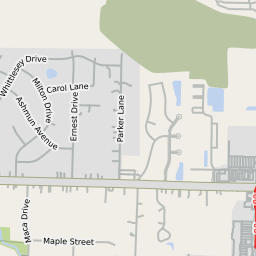 Whittlesey Drive
Milton Drive
Carol Lane
Ashmun Avenue
Ernest Drive
Parker Lane
Maca Drive
Maple Street